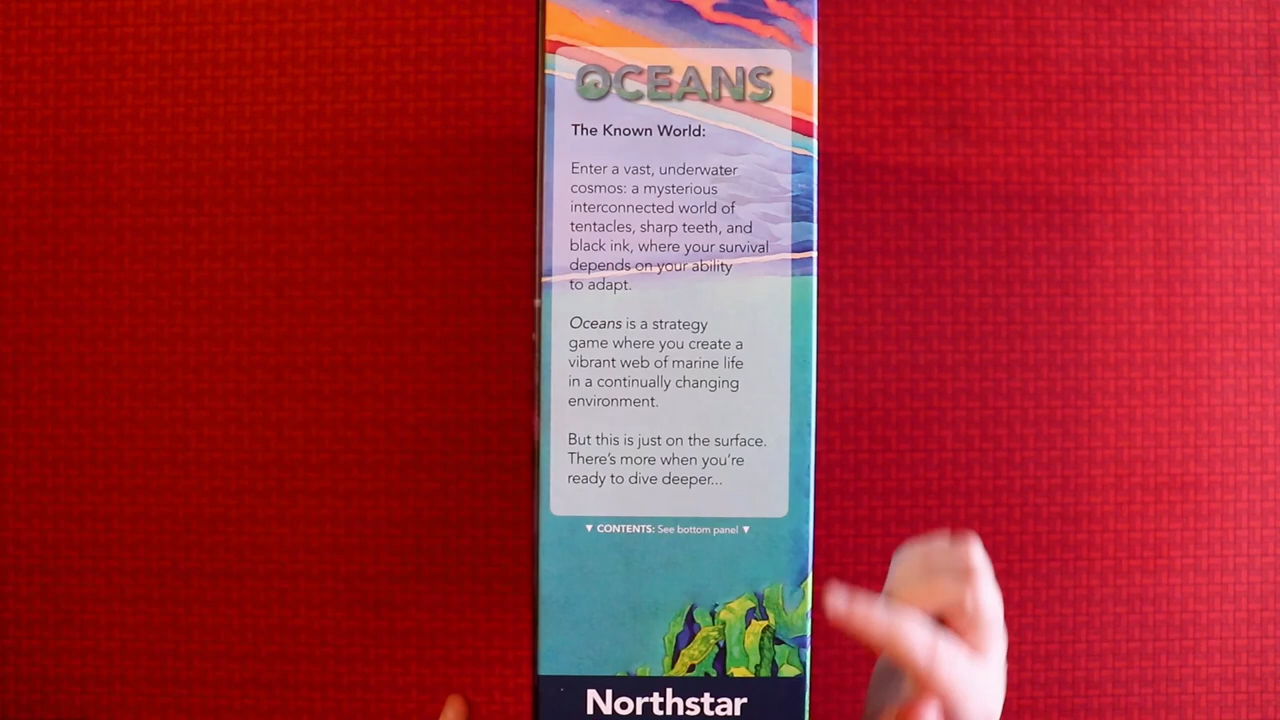 OCEANS
The Known World:
Enter a vast, underwater
cosmos: a mysterious
interconnected world of
tentacles, sharp teeth, and
black ink, where your survival
depends on your ability
to adapt.
Oceans is a strategy
game where you create a
vibrant web of marine life
in a continually changing
environment.
But this is just on the surface.
There's more when you're
ready to dive deeper...
▼ CONTENTS: See bottom panel ▼
Northstar